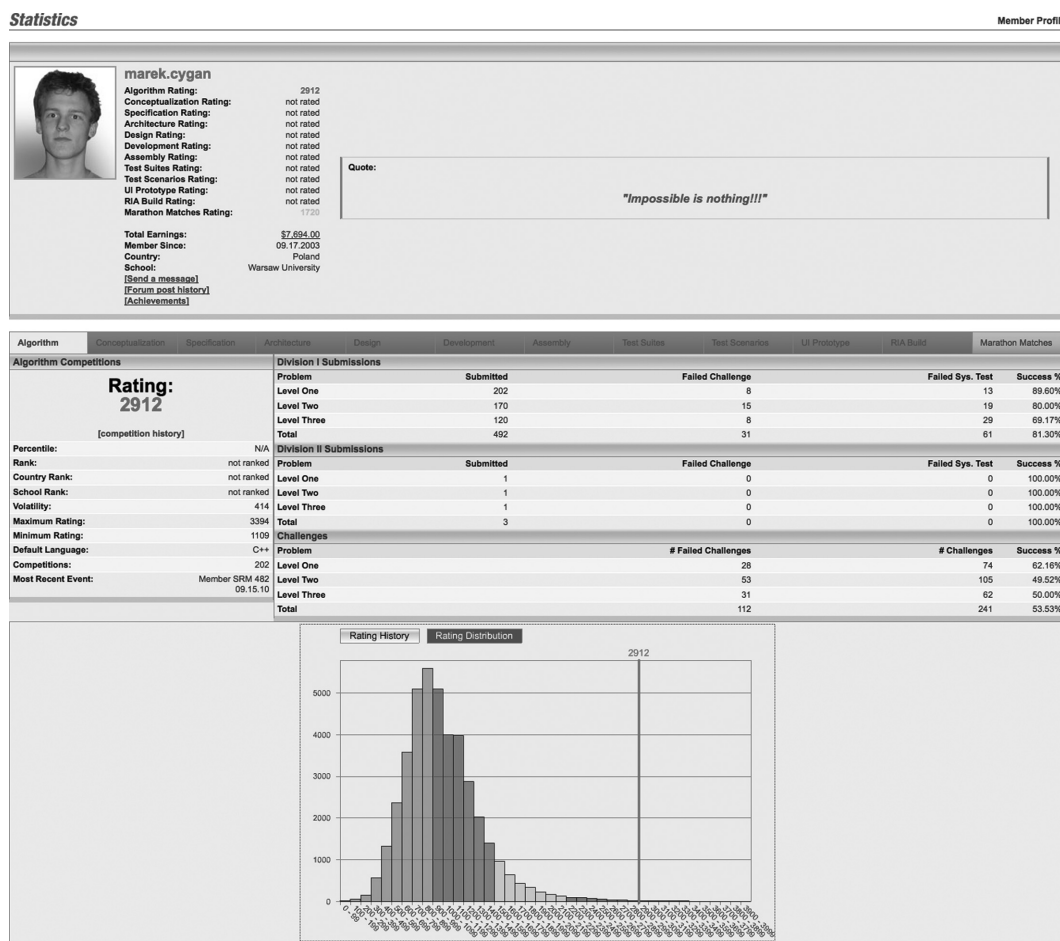 Statistics
Member Profil
marek.cygan
Algorithm Rating: 2912
Conceptualization Rating: not rated
Specification Rating: not rated
Architecture Rating: not rated
Design Rating: not rated
Development Rating: not rated
Assembly Rating: not rated
Test Suites Rating: not rated
Test Scenarios Rating: not rated
UI Prototype Rating: not rated
RIA Build Rating: not rated
Marathon Matches Rating: 1720
Total Earnings: $7,694.00
Member Since: 09.17.2003
Country: Poland
School: Warsaw University
[Send a message]
[Forum post history]
[Achievements]
Quote:
"Impossible is nothing!!!"
Algorithm Conceptualization Specification Architecture Design Development Assembly Test Suites Test Scenarios UI Prototype RIA Build Marathon Matches
Algorithm Competitions
Rating:
2912
[competition history]
Percentile: N/A
Rank: not ranked
Country Rank: not ranked
School Rank: not ranked
Volatility: 414
Maximum Rating: 3394
Minimum Rating: 1109
Default Language: C++
Competitions: 202
Most Recent Event: Member SRM 482
09.15.10
Division I Submissions
Problem Submitted Failed Challenge Failed Sys. Test Success %
Level One 202 8 13 89.60%
Level Two 170 15 19 80.00%
Level Three 120 8 29 69.17%
Total 492 31 61 81.30%
Division II Submissions
Problem Submitted Failed Challenge Failed Sys. Test Success %
Level One 1 0 0 100.00%
Level Two 1 0 0 100.00%
Level Three 1 0 0 100.00%
Total 3 0 0 100.00%
Challenges
Problem # Failed Challenges # Challenges Success %
Level One 28 74 62.16%
Level Two 53 105 49.52%
Level Three 31 62 50.00%
Total 112 241 53.53%
Rating History Rating Distribution
2912
5000
4000
3000
2000
1000
0
0 - 99
100 - 199
200 - 299
300 - 399
400 - 499